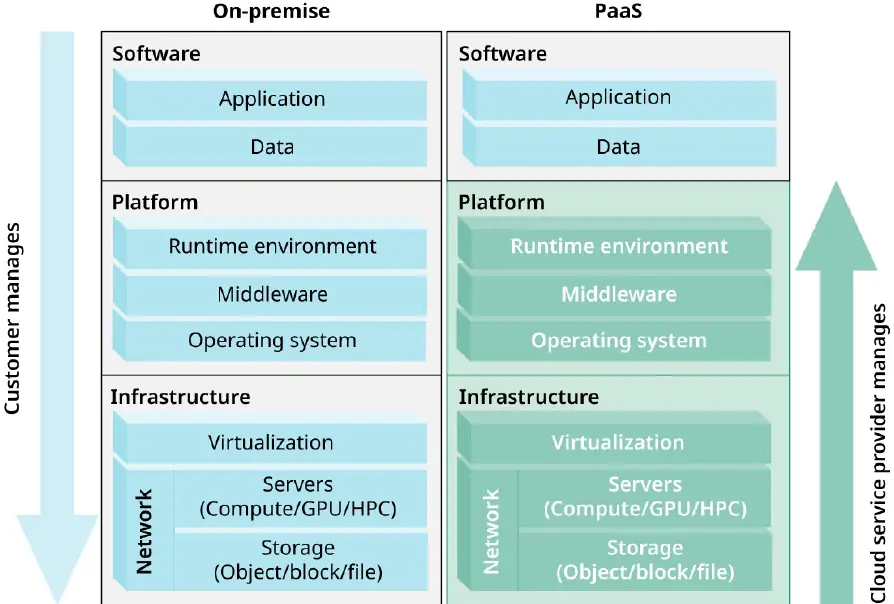 On-premise
PaaS
Customer manages
Software
Application
Data
Platform
Runtime environment
Middleware
Operating system
Infrastructure
Virtualization
Network
Servers
(Compute/GPU/HPC)
Storage
(Object/block/file)
Software
Application
Data
Platform
Runtime environment
Middleware
Operating system
Infrastructure
Virtualization
Network
Servers
(Compute/GPU/HPC)
Storage
(Object/block/file)
Cloud service provider manages